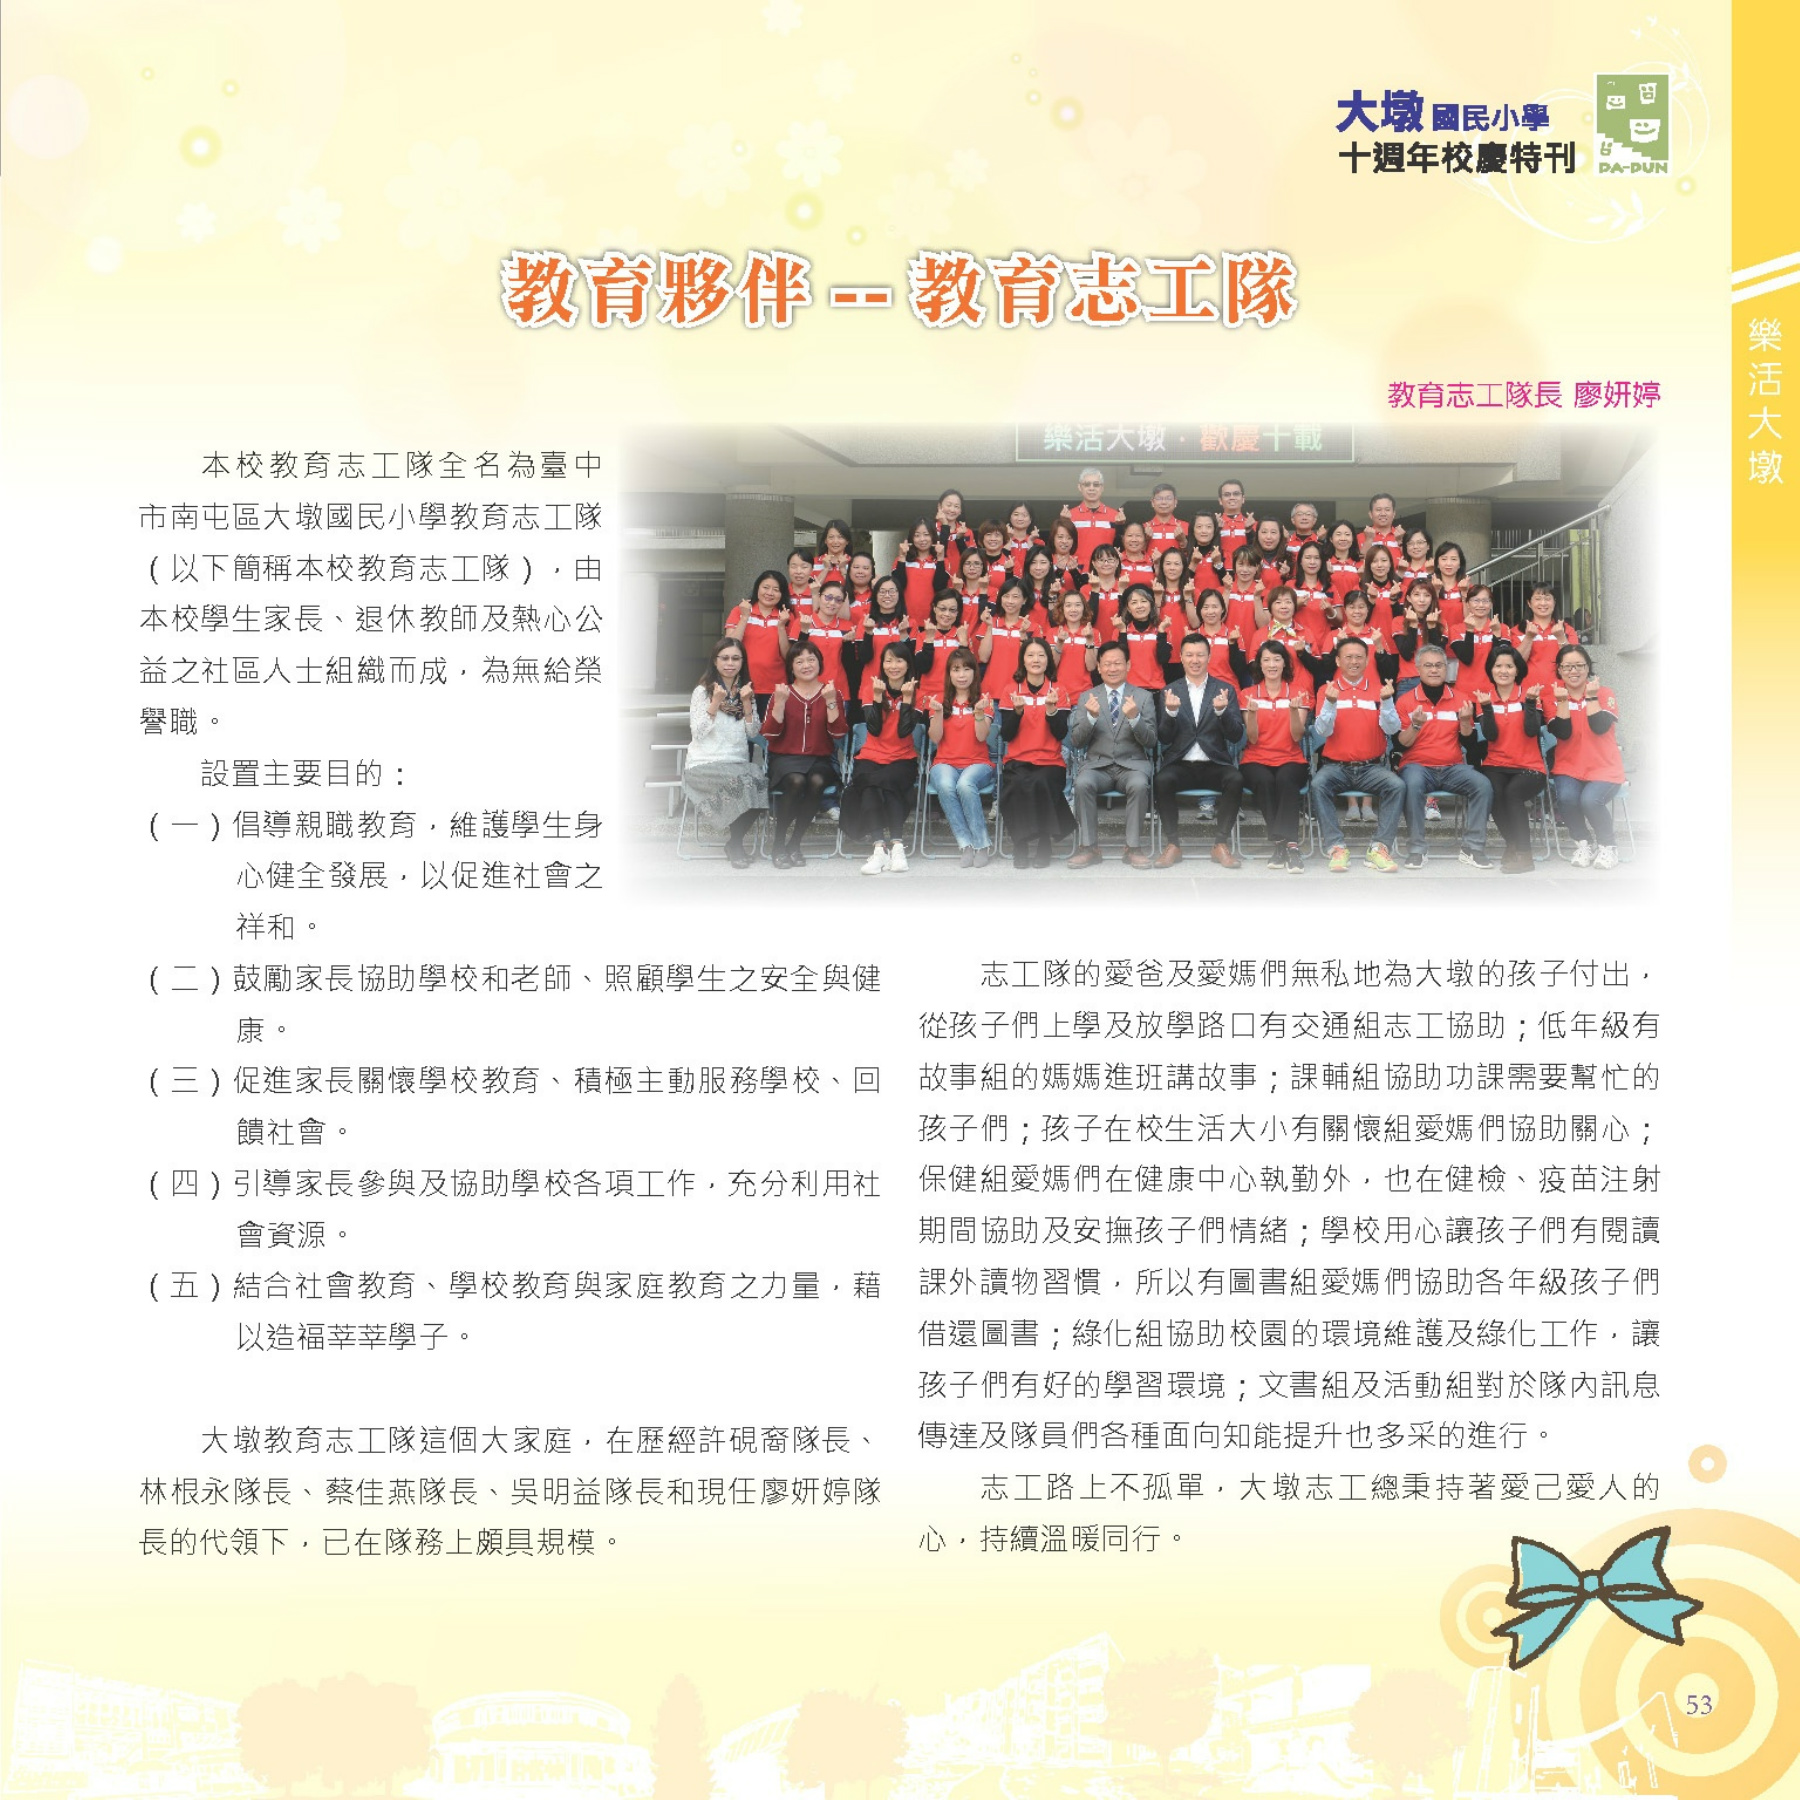 大墩 國民小學
十週年校慶特刊
DA-DUN
樂活大墩
教育夥伴 -- 教育志工隊
教育志工隊長 廖妍婷
樂活大墩．歡慶十載
本校教育志工隊全名為臺中
市南屯區大墩國民小學教育志工隊
（以下簡稱本校教育志工隊），由
本校學生家長、退休教師及熱心公
益之社區人士組織而成，為無給榮
譽職。
設置主要目的：
（一）倡導親職教育，維護學生身
心健全發展，以促進社會之
祥和。
（二）鼓勵家長協助學校和老師、照顧學生之安全與健
康。
（三）促進家長關懷學校教育、積極主動服務學校、回
饋社會。
（四）引導家長參與及協助學校各項工作，充分利用社
會資源。
（五）結合社會教育、學校教育與家庭教育之力量，藉
以造福莘莘學子。
大墩教育志工隊這個大家庭，在歷經許硯裔隊長、
林根永隊長、蔡佳燕隊長、吳明益隊長和現任廖妍婷隊
長的代領下，已在隊務上頗具規模。
志工隊的愛爸及愛媽們無私地為大墩的孩子付出，
從孩子們上學及放學路口有交通組志工協助；低年級有
故事組的媽媽進班講故事；課輔組協助功課需要幫忙的
孩子們；孩子在校生活大小有關懷組愛媽們協助關心；
保健組愛媽們在健康中心執勤外，也在健檢、疫苗注射
期間協助及安撫孩子們情緒；學校用心讓孩子們有閱讀
課外讀物習慣，所以有圖書組愛媽們協助各年級孩子們
借還圖書；綠化組協助校園的環境維護及綠化工作，讓
孩子們有好的學習環境；文書組及活動組對於隊內訊息
傳達及隊員們各種面向知能提升也多采的進行。
志工路上不孤單，大墩志工總秉持著愛己愛人的
心，持續溫暖同行。
53